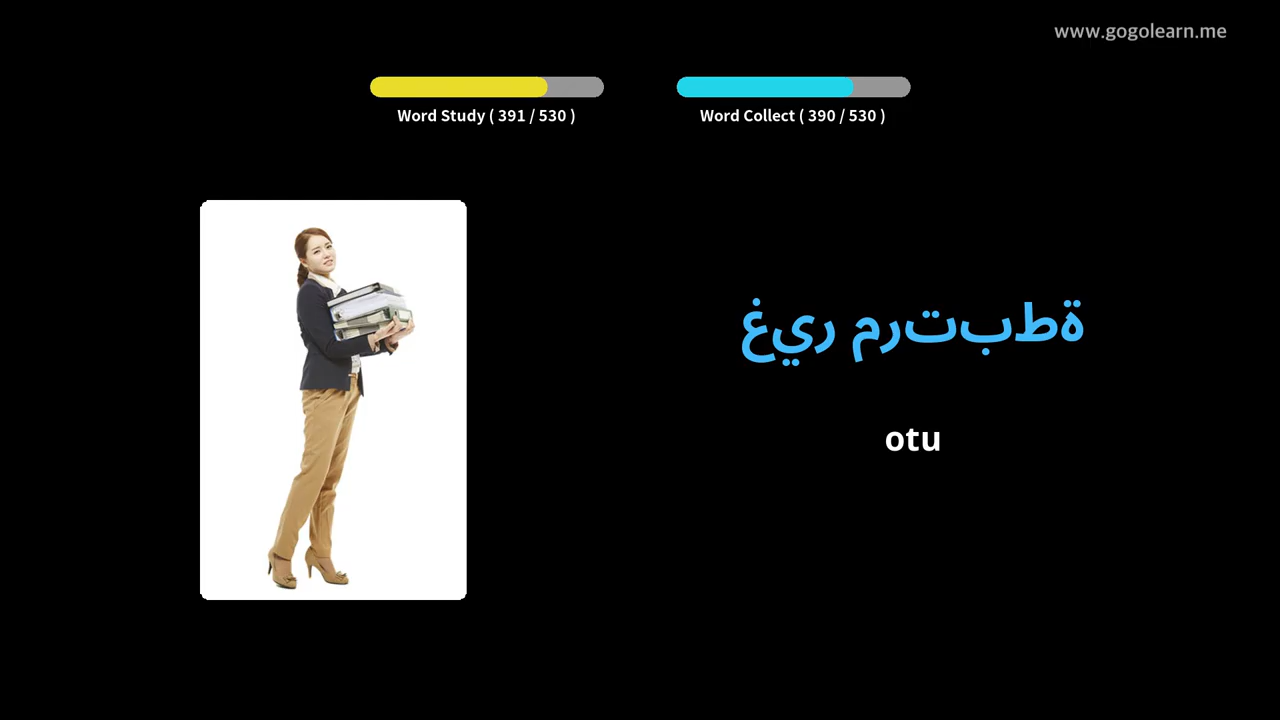 www.gogolearn.me
Word Study ( 391 / 530 )
Word Collect ( 390 / 530 )
غير مرتبطة
otu